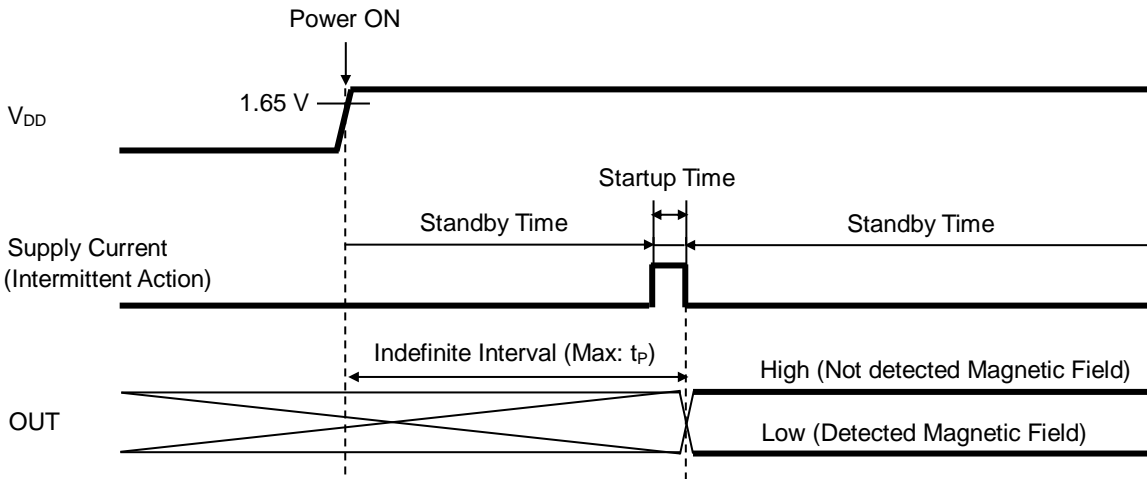 Power ON
1.65 V
VDD
Startup Time
Standby Time
Standby Time
Supply Current
(Intermittent Action)
Indefinite Interval (Max: tP)
High (Not detected Magnetic Field)
OUT
Low (Detected Magnetic Field)